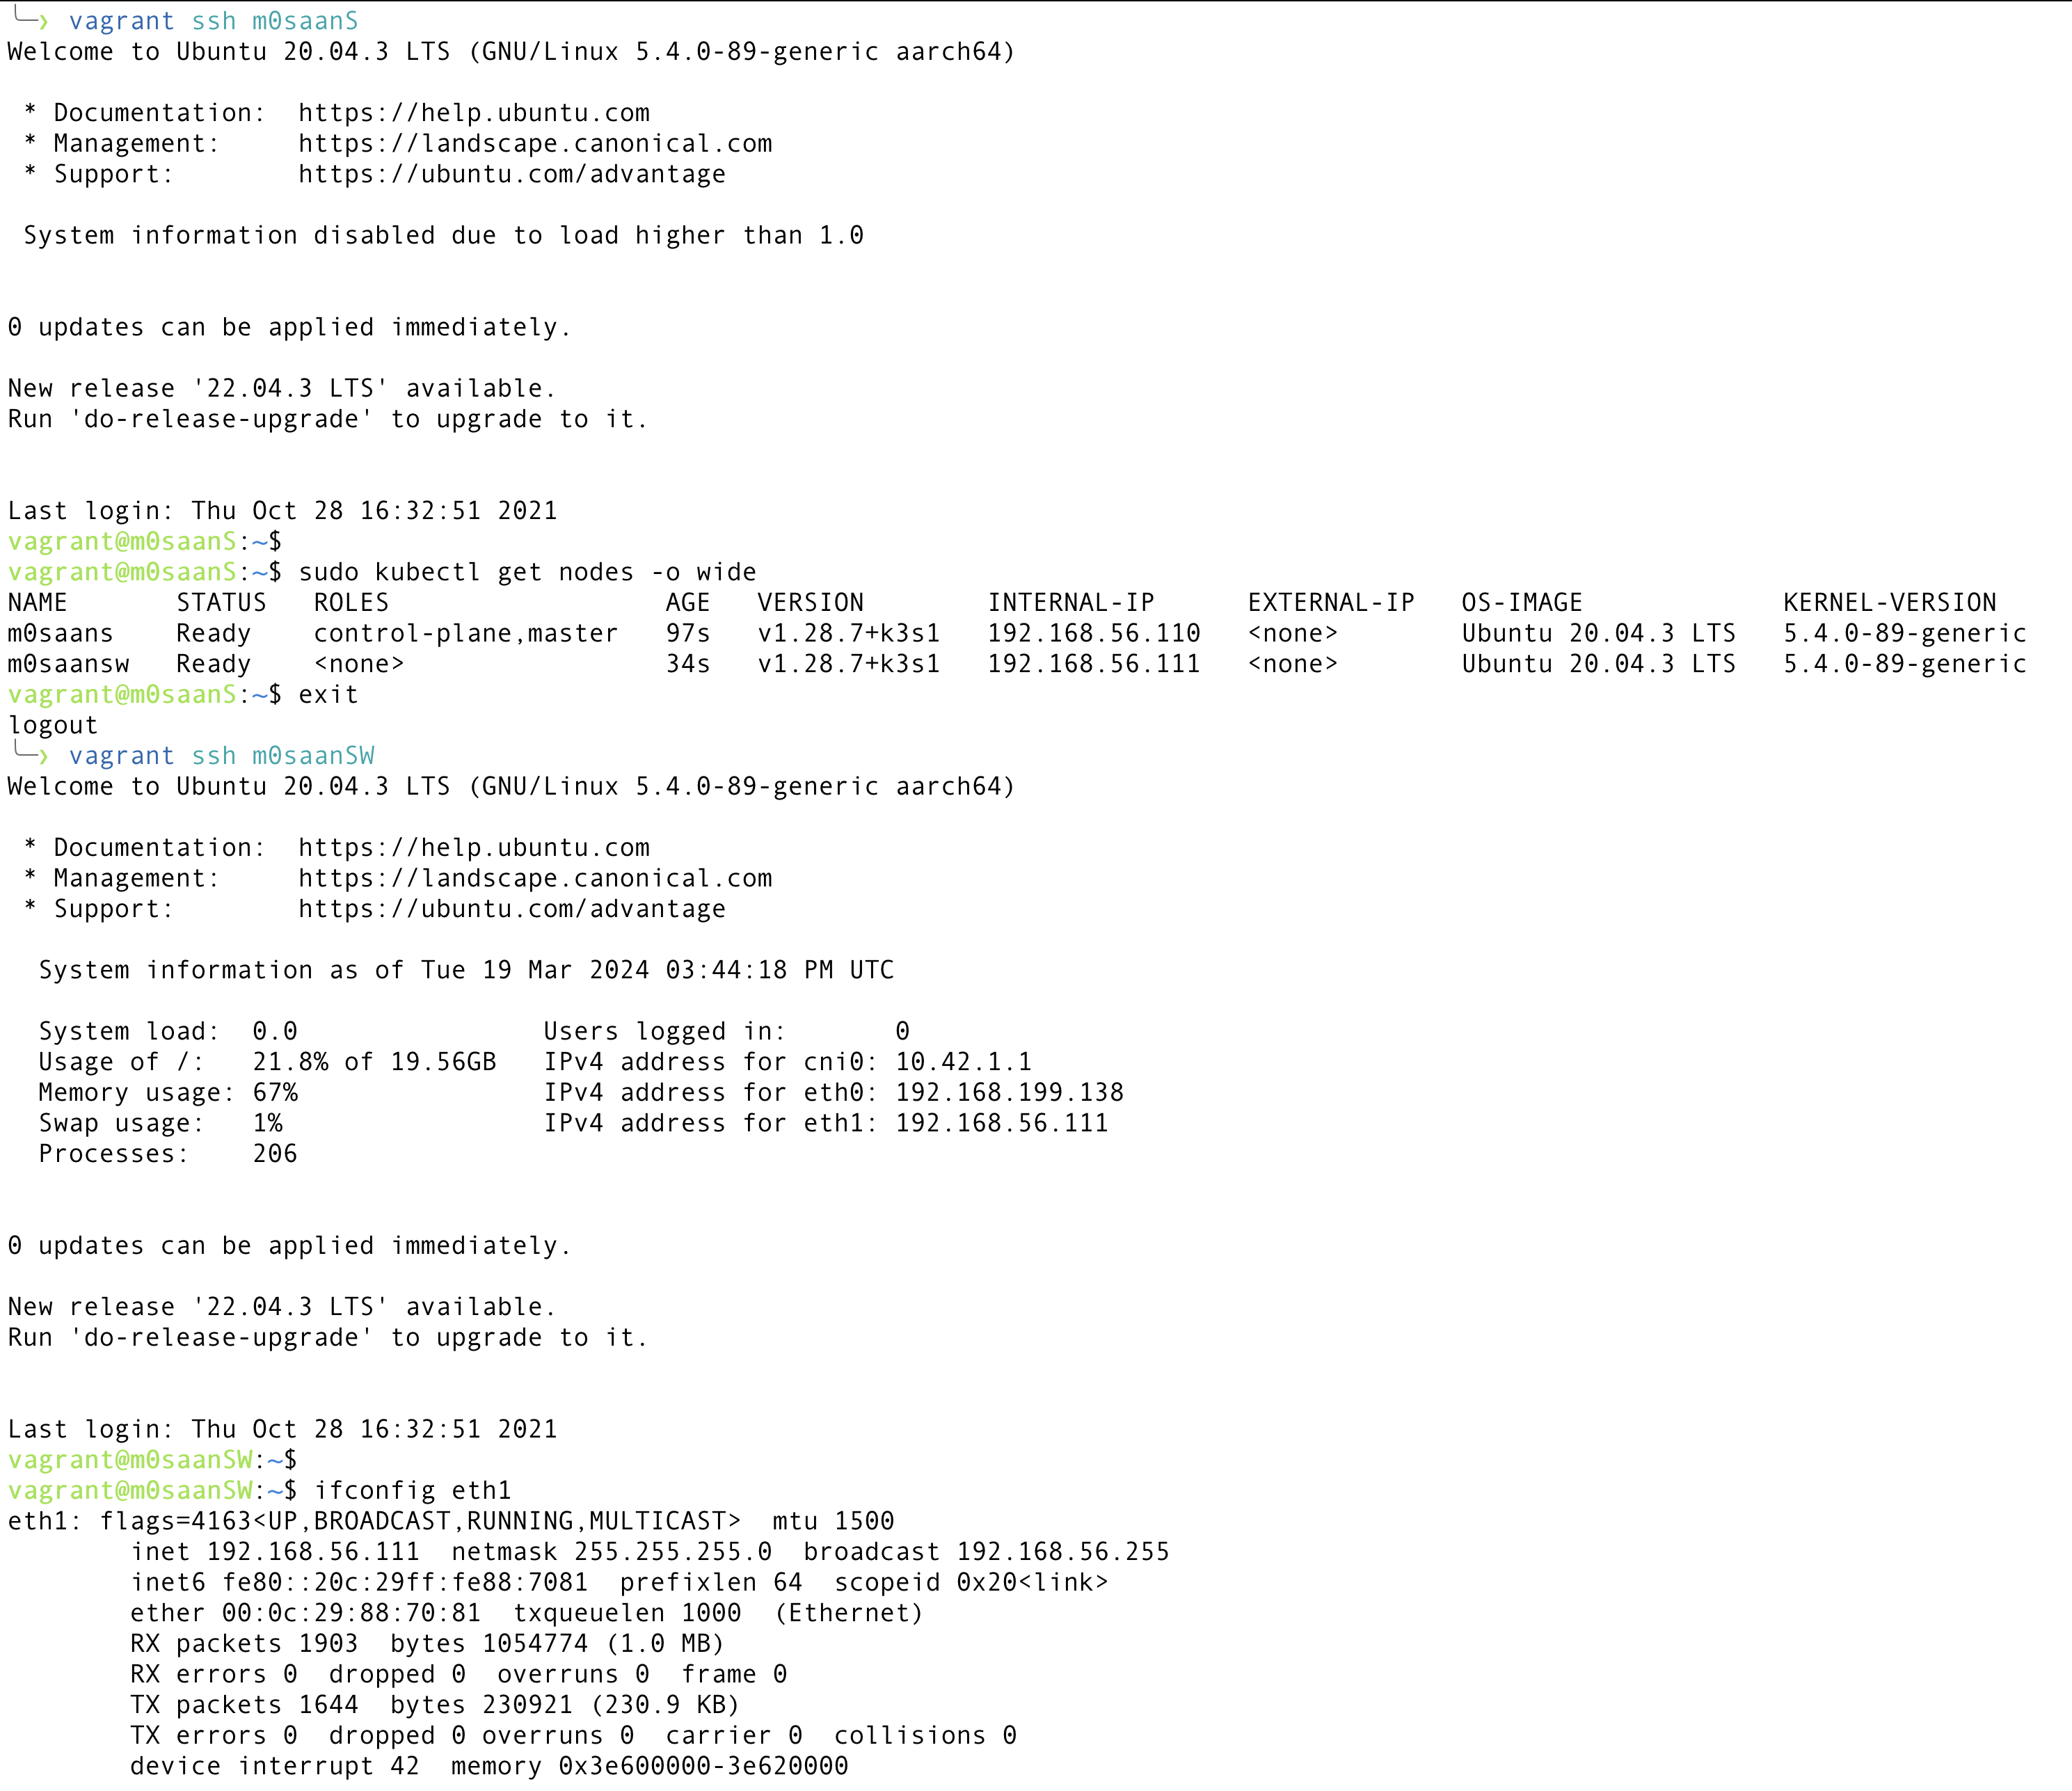 ╰─❯ vagrant ssh m0saanS
Welcome to Ubuntu 20.04.3 LTS (GNU/Linux 5.4.0-89-generic aarch64)

 * Documentation:  https://help.ubuntu.com
 * Management:     https://landscape.canonical.com
 * Support:        https://ubuntu.com/advantage

 System information disabled due to load higher than 1.0


0 updates can be applied immediately.

New release '22.04.3 LTS' available.
Run 'do-release-upgrade' to upgrade to it.


Last login: Thu Oct 28 16:32:51 2021
vagrant@m0saanS:~$
vagrant@m0saanS:~$ sudo kubectl get nodes -o wide
NAME       STATUS   ROLES                  AGE   VERSION        INTERNAL-IP      EXTERNAL-IP   OS-IMAGE             KERNEL-VERSION
m0saans    Ready    control-plane,master   97s   v1.28.7+k3s1   192.168.56.110   <none>        Ubuntu 20.04.3 LTS   5.4.0-89-generic
m0saansw   Ready    <none>                 34s   v1.28.7+k3s1   192.168.56.111   <none>        Ubuntu 20.04.3 LTS   5.4.0-89-generic
vagrant@m0saanS:~$ exit
logout
╰─❯ vagrant ssh m0saanSW
Welcome to Ubuntu 20.04.3 LTS (GNU/Linux 5.4.0-89-generic aarch64)

 * Documentation:  https://help.ubuntu.com
 * Management:     https://landscape.canonical.com
 * Support:        https://ubuntu.com/advantage

  System information as of Tue 19 Mar 2024 03:44:18 PM UTC

  System load:  0.0                Users logged in:       0
  Usage of /:   21.8% of 19.56GB   IPv4 address for cni0: 10.42.1.1
  Memory usage: 67%                IPv4 address for eth0: 192.168.199.138
  Swap usage:   1%                 IPv4 address for eth1: 192.168.56.111
  Processes:    206


0 updates can be applied immediately.

New release '22.04.3 LTS' available.
Run 'do-release-upgrade' to upgrade to it.


Last login: Thu Oct 28 16:32:51 2021
vagrant@m0saanSW:~$
vagrant@m0saanSW:~$ ifconfig eth1
eth1: flags=4163<UP,BROADCAST,RUNNING,MULTICAST>  mtu 1500
        inet 192.168.56.111  netmask 255.255.255.0  broadcast 192.168.56.255
        inet6 fe80::20c:29ff:fe88:7081  prefixlen 64  scopeid 0x20<link>
        ether 00:0c:29:88:70:81  txqueuelen 1000  (Ethernet)
        RX packets 1903  bytes 1054774 (1.0 MB)
        RX errors 0  dropped 0  overruns 0  frame 0
        TX packets 1644  bytes 230921 (230.9 KB)
        TX errors 0  dropped 0 overruns 0  carrier 0  collisions 0
        device interrupt 42  memory 0x3e600000-3e620000